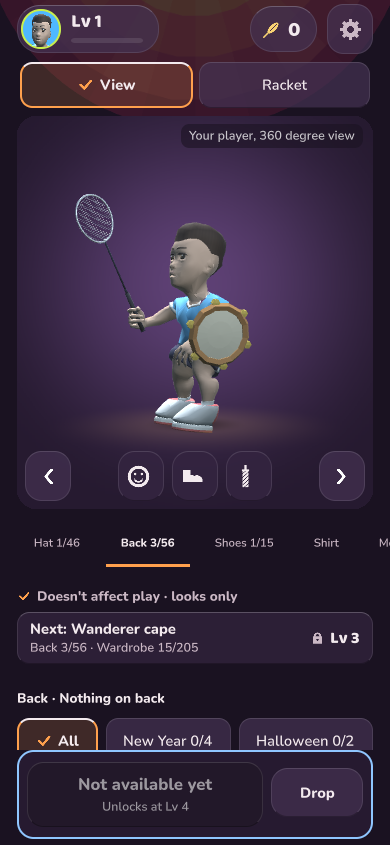 Lv 1
0
View
Racket
Your player, 360 degree view
Hat 1/46
Back 3/56
Shoes 1/15
Shirt
Doesn't affect play · looks only
Next: Wanderer cape
Back 3/56 · Wardrobe 15/205
Lv 3
Back · Nothing on back
All
New Year 0/4
Halloween 0/2
Not available yet
Unlocks at Lv 4
Drop